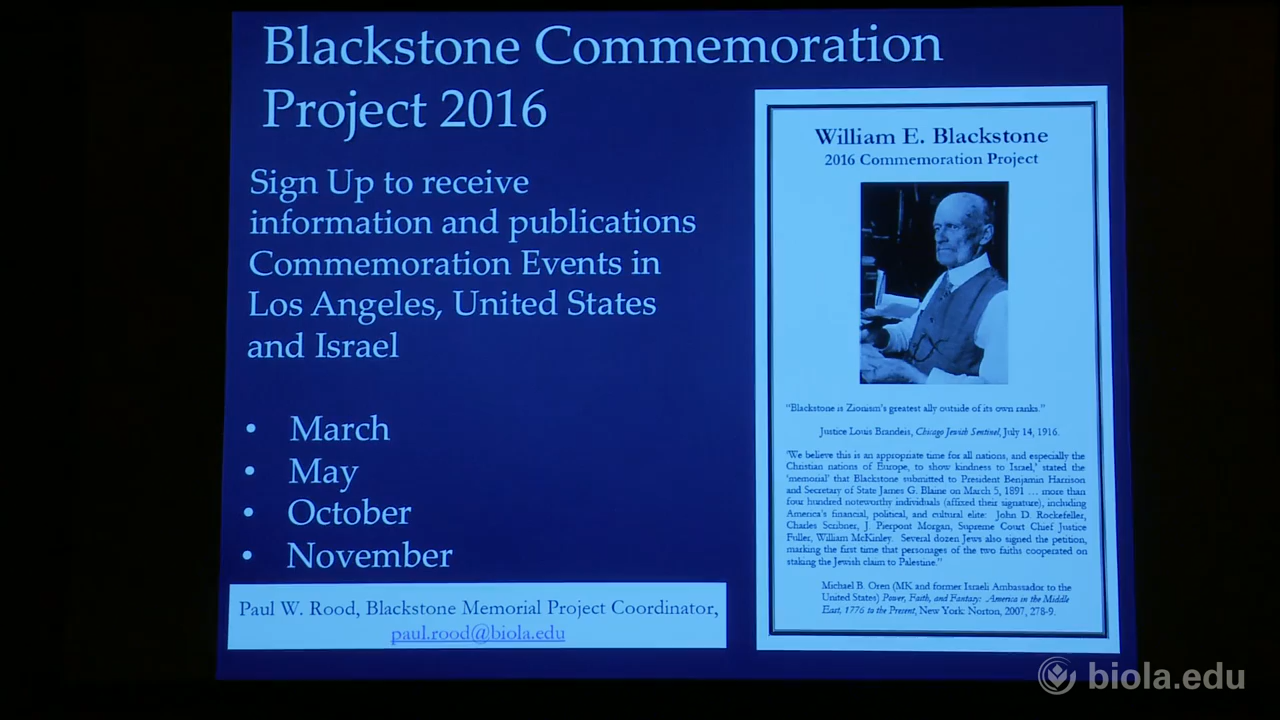 Blackstone Commemoration
Project 2016
Sign Up to receive
information and publications
Commemoration Events in
Los Angeles, United States
and Israel
• March
• May
• October
• November
Paul W. Rood, Blackstone Memorial Project Coordinator,
paul.rood@biola.edu
William E. Blackstone
2016 Commemoration Project
"Blackstone is Zionism's greatest ally outside of its own ranks."
Justice Louis Brandeis, Chicago Jewish Sentinel, July 14, 1916.
'We believe this is an appropriate time for all nations, and especially the
Christian nations of Europe, to show kindness to Israel,' stated the
'memorial' that Blackstone submitted to President Benjamin Harrison
and Secretary of State James G. Blaine on March 5, 1891 … more than
four hundred noteworthy individuals (affixed their signature), including
America's financial, political, and cultural elite: John D. Rockefeller,
Charles Scribner, J. Pierpont Morgan, Supreme Court Chief Justice
Fuller, William McKinley. Several dozen Jews also signed the petition,
marking the first time that personages of the two faiths cooperated on
staking the Jewish claim to Palestine."
Michael B. Oren (MK and former Israeli Ambassador to the
United States) Power, Faith, and Fantasy: America in the Middle
East, 1776 to the Present, New York: Norton, 2007, 278-9.
biola.edu